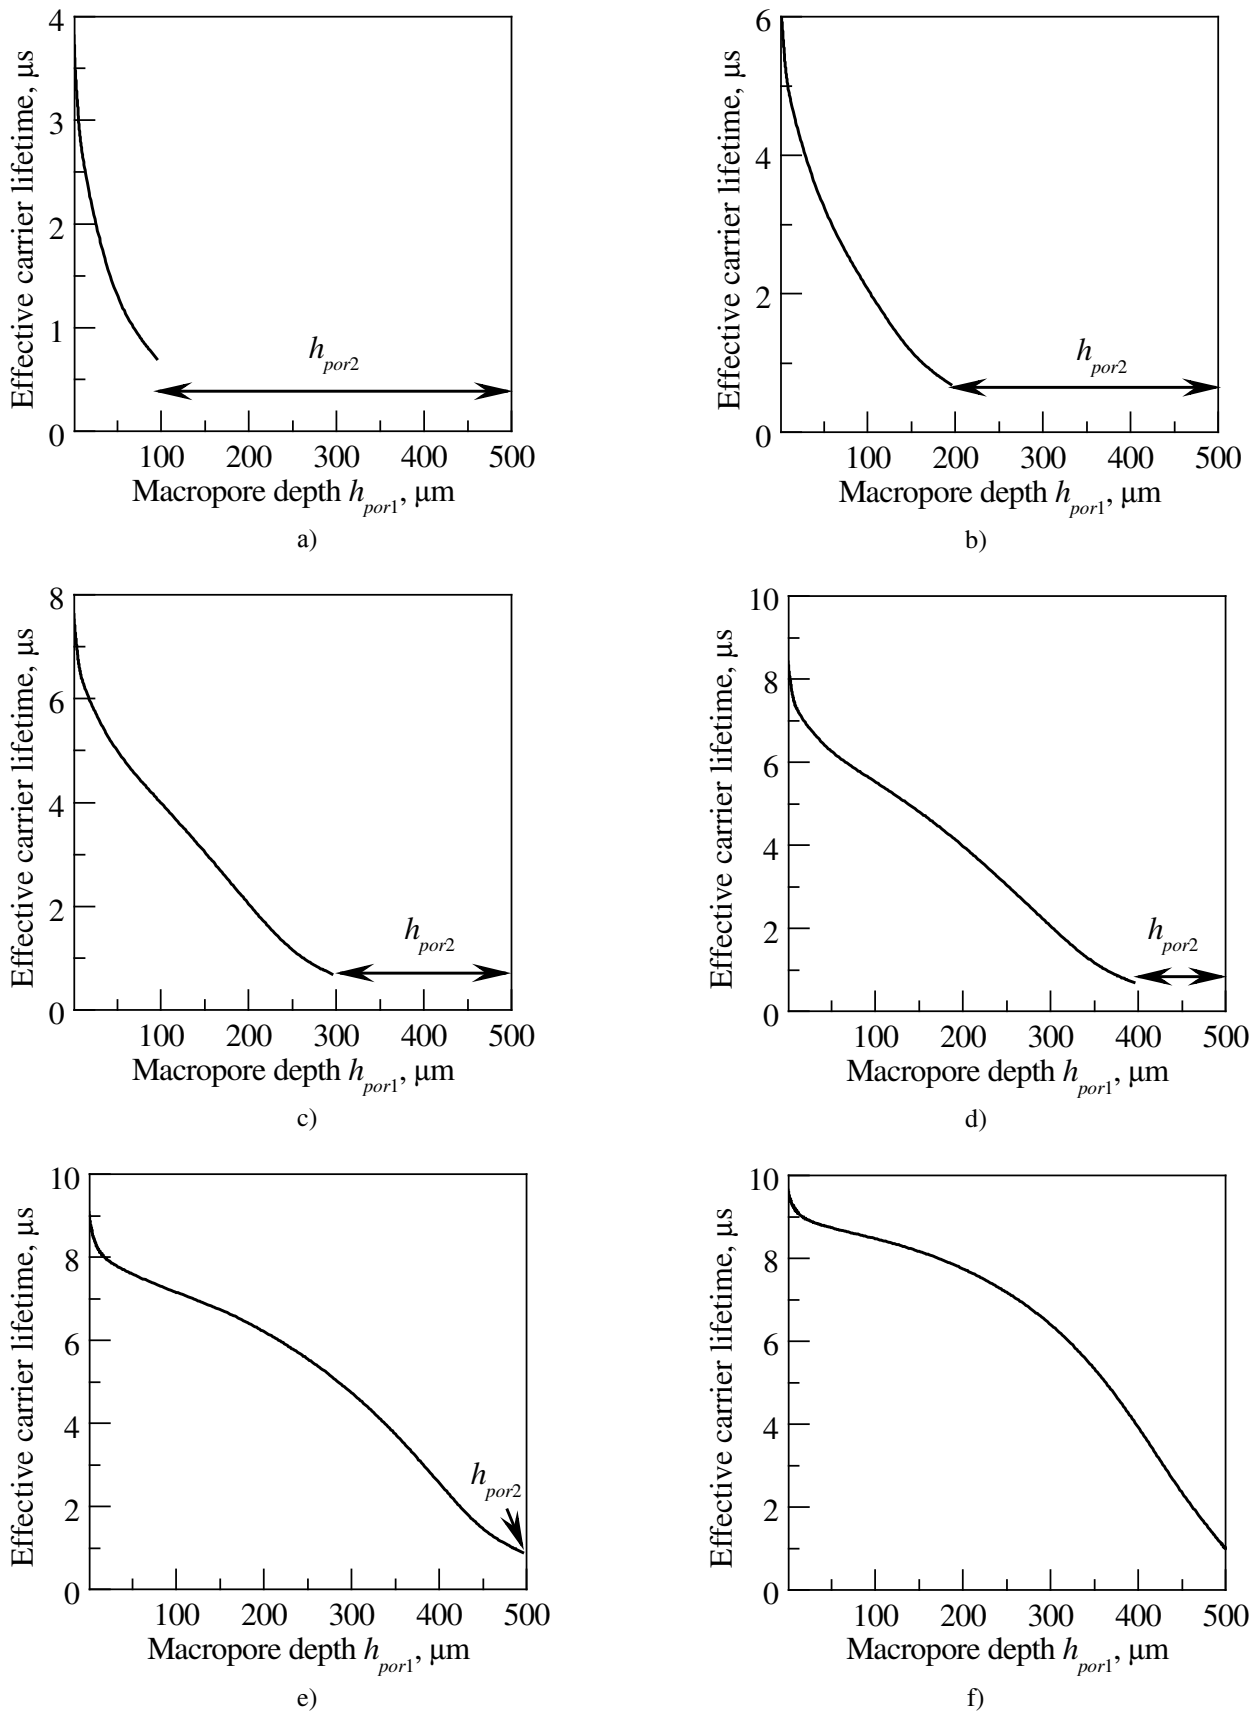 Effective carrier lifetime, μs
4
3
2
1
0
h_por2
100 200 300 400 500
Macropore depth h_por1, μm
a)
Effective carrier lifetime, μs
6
4
2
0
h_por2
100 200 300 400 500
Macropore depth h_por1, μm
b)
Effective carrier lifetime, μs
8
6
4
2
0
h_por2
100 200 300 400 500
Macropore depth h_por1, μm
c)
Effective carrier lifetime, μs
10
8
6
4
2
0
h_por2
100 200 300 400 500
Macropore depth h_por1, μm
d)
Effective carrier lifetime, μs
10
8
6
4
2
0
h_por2
100 200 300 400 500
Macropore depth h_por1, μm
e)
Effective carrier lifetime, μs
10
8
6
4
2
0
100 200 300 400 500
Macropore depth h_por1, μm
f)